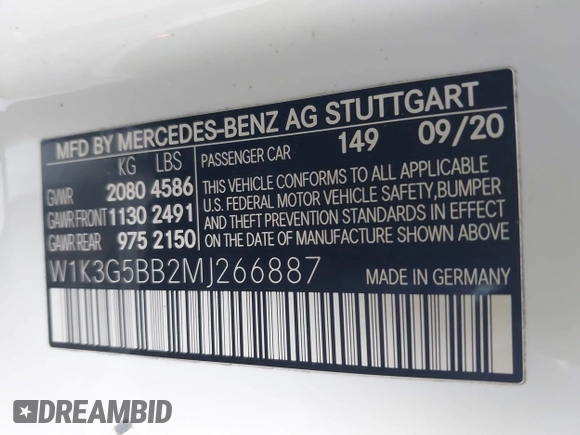 MFD BY MERCEDES-BENZ AG STUTTGART
KG LBS
GVWR 2080 4586
GAWR FRONT 1130 2491
GAWR REAR 975 2150
PASSENGER CAR 149 09/20
THIS VEHICLE CONFORMS TO ALL APPLICABLE
U.S. FEDERAL MOTOR VEHICLE SAFETY, BUMPER
AND THEFT PREVENTION STANDARDS IN EFFECT
ON THE DATE OF MANUFACTURE SHOWN ABOVE
W1K3G5BB2MJ266887 MADE IN GERMANY
DREAMBID